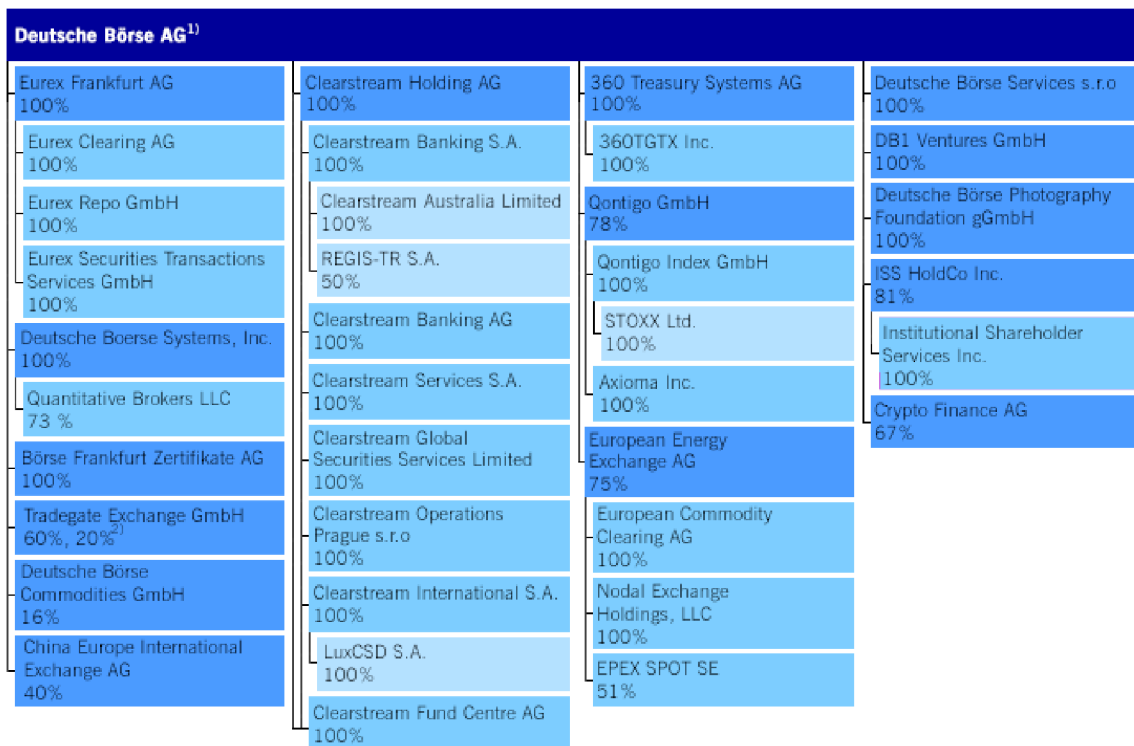 Deutsche Börse AG1)
Eurex Frankfurt AG
100%
Eurex Clearing AG
100%
Eurex Repo GmbH
100%
Eurex Securities Transactions
Services GmbH
100%
Deutsche Boerse Systems, Inc.
100%
Quantitative Brokers LLC
73 %
Börse Frankfurt Zertifikate AG
100%
Tradegate Exchange GmbH
60%, 20%2)
Deutsche Börse
Commodities GmbH
16%
China Europe International
Exchange AG
40%
Clearstream Holding AG
100%
Clearstream Banking S.A.
100%
Clearstream Australia Limited
100%
REGIS-TR S.A.
50%
Clearstream Banking AG
100%
Clearstream Services S.A.
100%
Clearstream Global
Securities Services Limited
100%
Clearstream Operations
Prague s.r.o
100%
Clearstream International S.A.
100%
LuxCSD S.A.
100%
Clearstream Fund Centre AG
100%
360 Treasury Systems AG
100%
360TGTX Inc.
100%
Qontigo GmbH
78%
Qontigo Index GmbH
100%
STOXX Ltd.
100%
Axioma Inc.
100%
European Energy
Exchange AG
75%
European Commodity
Clearing AG
100%
Nodal Exchange
Holdings, LLC
100%
EPEX SPOT SE
51%
Deutsche Börse Services s.r.o
100%
DB1 Ventures GmbH
100%
Deutsche Börse Photography
Foundation gGmbH
100%
ISS HoldCo Inc.
81%
Institutional Shareholder
Services Inc.
100%
Crypto Finance AG
67%